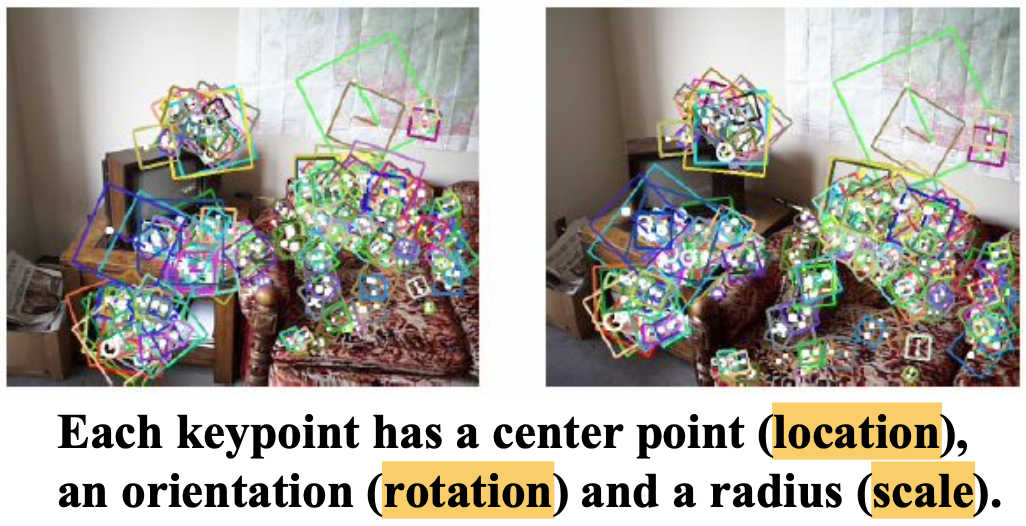 Each keypoint has a center point (location),
an orientation (rotation) and a radius (scale).